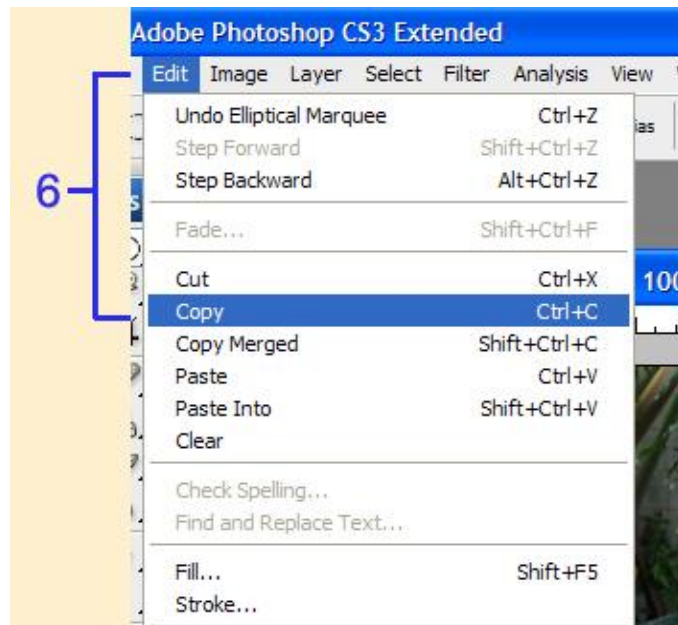 Adobe Photoshop CS3 Extended
Edit Image Layer Select Filter Analysis View
6
Undo Elliptical Marquee Ctrl+Z
Step Forward Shift+Ctrl+Z
Step Backward Alt+Ctrl+Z
Fade... Shift+Ctrl+F
Cut Ctrl+X
Copy Ctrl+C
Copy Merged Shift+Ctrl+C
Paste Ctrl+V
Paste Into Shift+Ctrl+V
Clear
Check Spelling...
Find and Replace Text...
Fill... Shift+F5
Stroke...